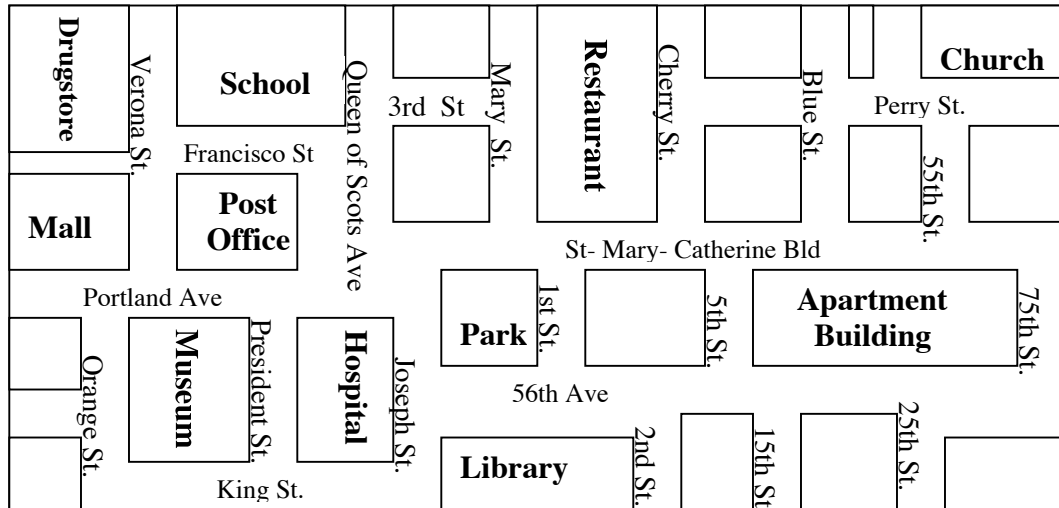 Drugstore
Verona St.
School
Queen of Scots Ave
3rd St
Mary St.
Restaurant
Cherry St.
Blue St.
Perry St.
Church
Francisco St
55th St.
Mall
Post
Office
St- Mary- Catherine Bld
Portland Ave
Park
1st St.
5th St.
Apartment
Building
75th St.
Orange St.
Museum
President St.
Hospital
Joseph St.
56th Ave
King St.
Library
2nd St.
15th St.
25th St.